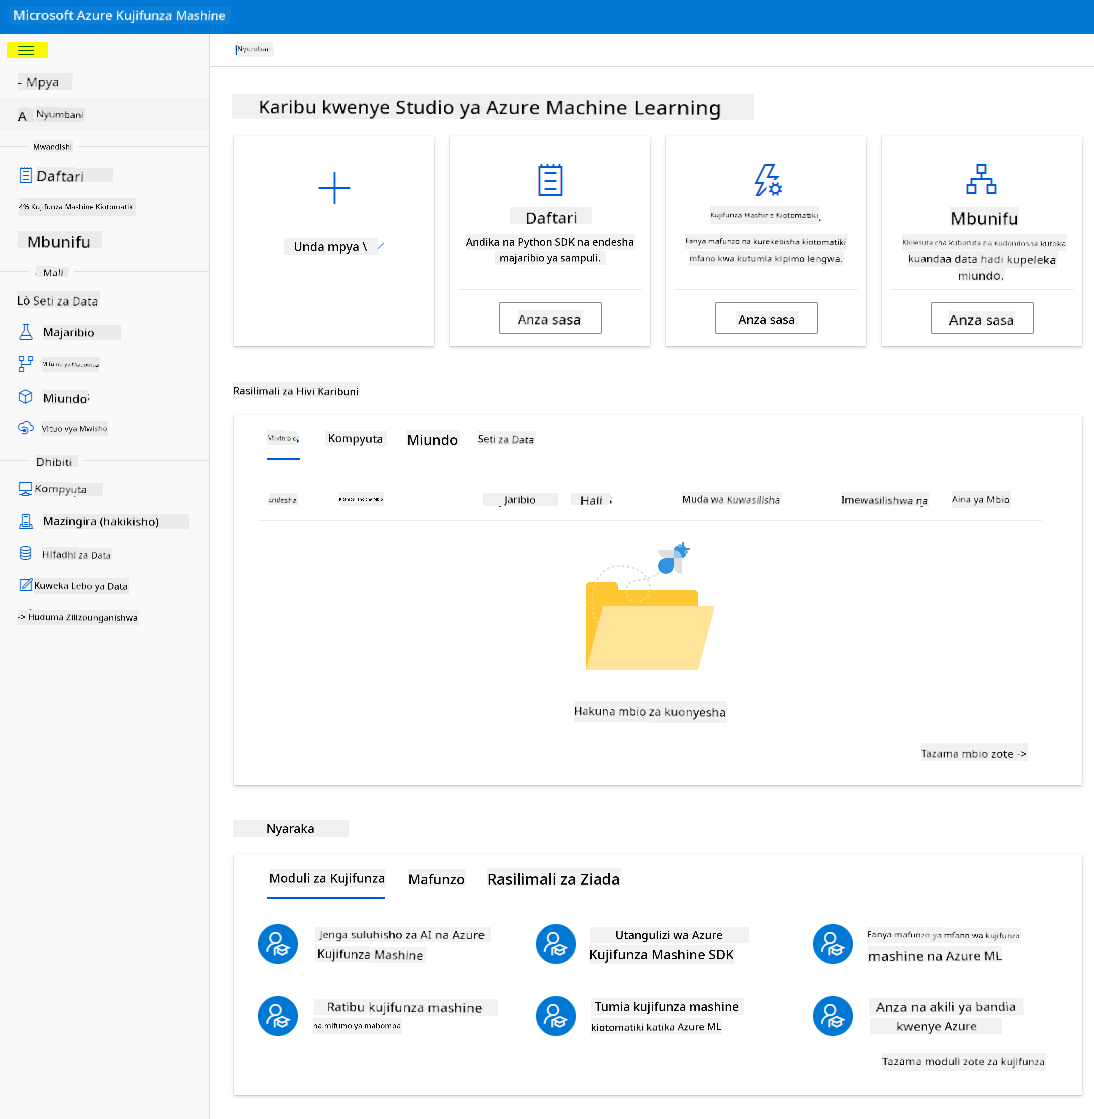 Microsoft Azure Kujifunza Mashine
Nyumbani
- Mpya
Nyumbani
Mwandishi
Daftari
4% Kujifunza Mashine Kiotomatik
Mbunifu
Mali
Lò Seti za Data
Majaribio
Miundo
Vituo vya Mwisho
Dhibiti
Kompyuta
Mazingira (hakikisho)
Hifadhi za Data
Kuweka Lebo ya Data
-> Huduma Zilizounganishwa
Karibu kwenye Studio ya Azure Machine Learning
Unda mpya \
Daftari
Andika na Python SDK na endesha
majaribio ya sampuli.
Anza sasa
Kujifunza Mashine Kiotomatiki
Fanya mafunzo na kurekebisha kiotomatiki
mfano kwa kutumia kipimo lengwa.
Anza sasa
Mbunifu
Kiolesura cha kuburuta na kudondosha kutoka
kuandaa data hadi kupeleka
miundo.
Anza sasa
Rasilimali za Hivi Karibuni
Kompyuta Miundo Seti za Data
Endesha Jaribio Hali Muda wa Kuwasilisha Imewasilishwa na Aina ya Mbio
Hakuna mbio za kuonyesha
Tazama mbio zote ->
Nyaraka
Moduli za Kujifunza Mafunzo Rasilimali za Ziada
Jenga suluhisho za AI na Azure
Kujifunza Mashine
Utangulizi wa Azure
Kujifunza Mashine SDK
Fanya mafunzo ya mfano wa kujifunza
mashine na Azure ML
Ratibu kujifunza mashine
na mifumo ya mabomba
Tumia kujifunza mashine
kiotomatiki katika Azure ML
Anza na akili ya bandia
kwenye Azure
Tazama moduli zote za kujifunza